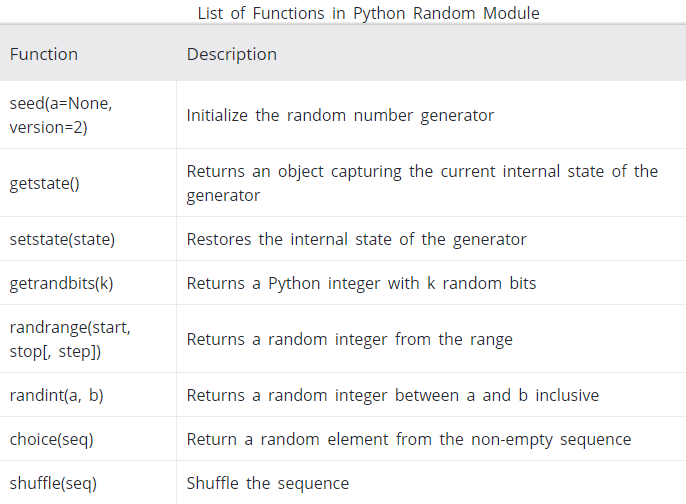 List of Functions in Python Random Module
Function Description
seed(a=None,
version=2)
Initialize the random number generator
getstate()
Returns an object capturing the current internal state of the
generator
setstate(state)
Restores the internal state of the generator
getrandbits(k)
Returns a Python integer with k random bits
randrange(start,
stop[, step])
Returns a random integer from the range
randint(a, b)
Returns a random integer between a and b inclusive
choice(seq)
Return a random element from the non-empty sequence
shuffle(seq)
Shuffle the sequence